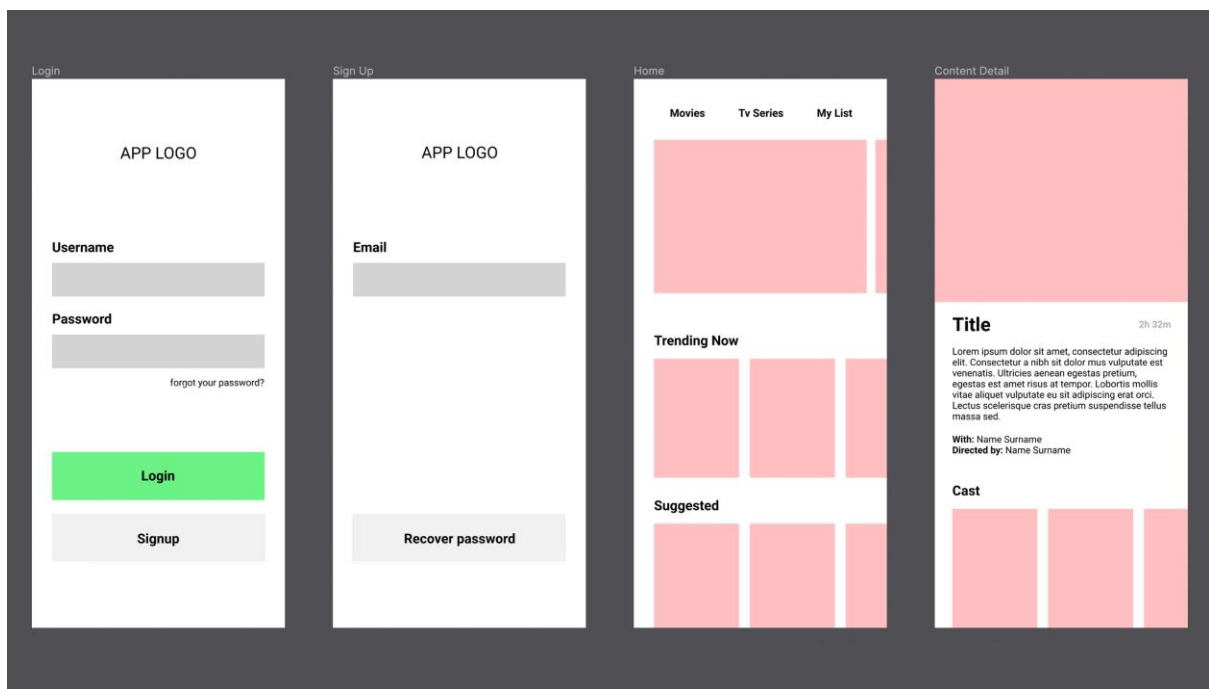 Login
APP LOGO
Username
Password
forgot your password?
Login
Signup
Sign Up
APP LOGO
Email
Recover password
Home
Movies Tv Series My List
Trending Now
Suggested
Content Detail
Title 2h 32m
Lorem ipsum dolor sit amet, consectetur adipiscing
elit. Consectetur a nibh sit dolor mus vulputate est
venenatis. Ultricies aenean egestas pretium,
egestas est amet risus at tempor. Lobortis mollis
vitae aliquet vulputate eu sit adipiscing erat orci.
Lectus scelerisque cras pretium suspendisse tellus
massa sed.
With: Name Surname
Directed by: Name Surname
Cast